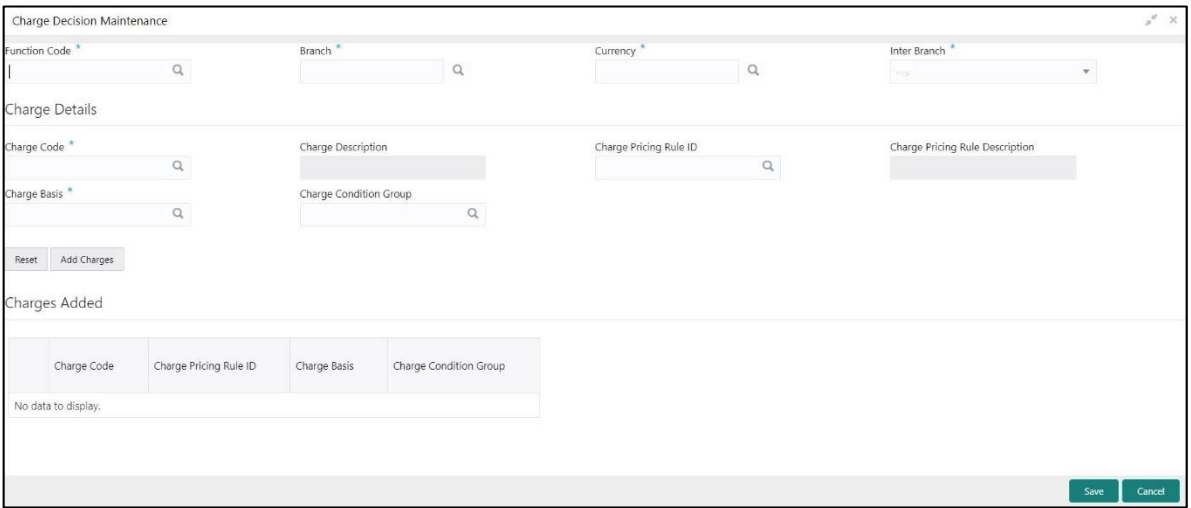 Charge Decision Maintenance
Function Code * Branch * Currency * Inter Branch *
Charge Details
Charge Code * Charge Description Charge Pricing Rule ID Charge Pricing Rule Description
Charge Basis * Charge Condition Group
Reset Add Charges
Charges Added
Charge Code Charge Pricing Rule ID Charge Basis Charge Condition Group
No data to display.
Save Cancel